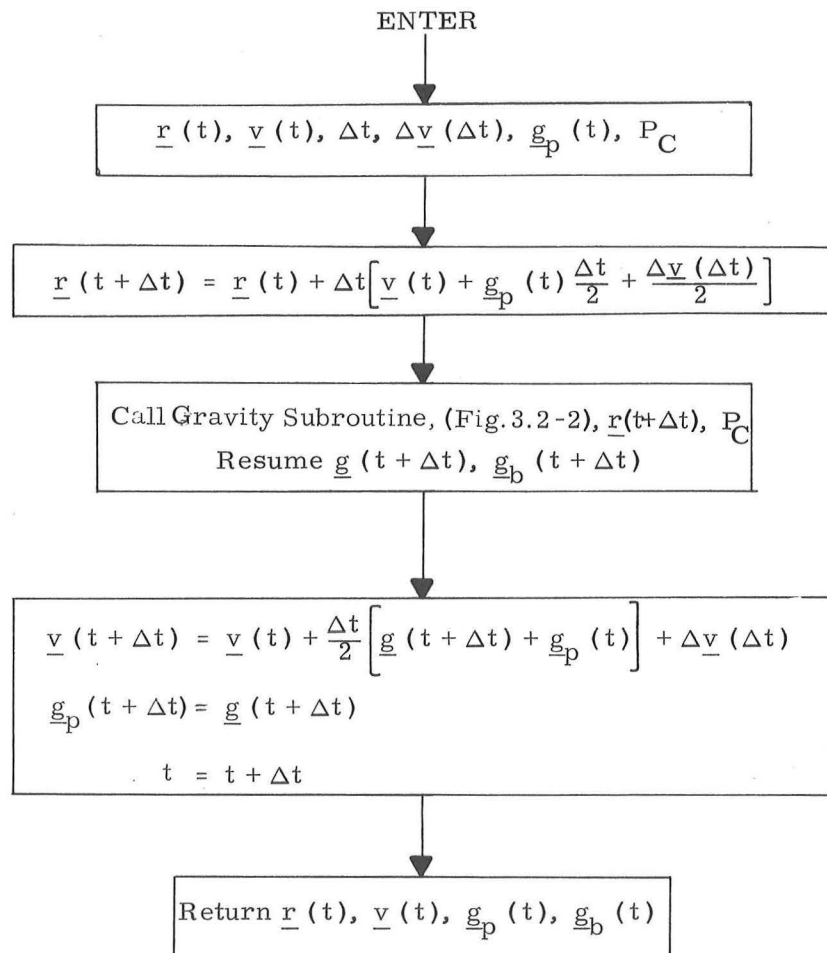 ENTER
r (t), v (t), Δt, Δv (Δt), g_p (t), P_C
r (t + Δt) = r (t) + Δt[v (t) + g_p (t) Δt/2 + Δv (Δt)/2]
Call Gravity Subroutine, (Fig. 3.2-2), r(t+Δt), P_C
Resume g (t + Δt), g_b (t + Δt)
v (t + Δt) = v (t) + Δt/2 [g (t + Δt) + g_p (t)] + Δv (Δt)
g_p (t + Δt) = g (t + Δt)
t = t + Δt
Return r (t), v (t), g_p (t), g_b (t)